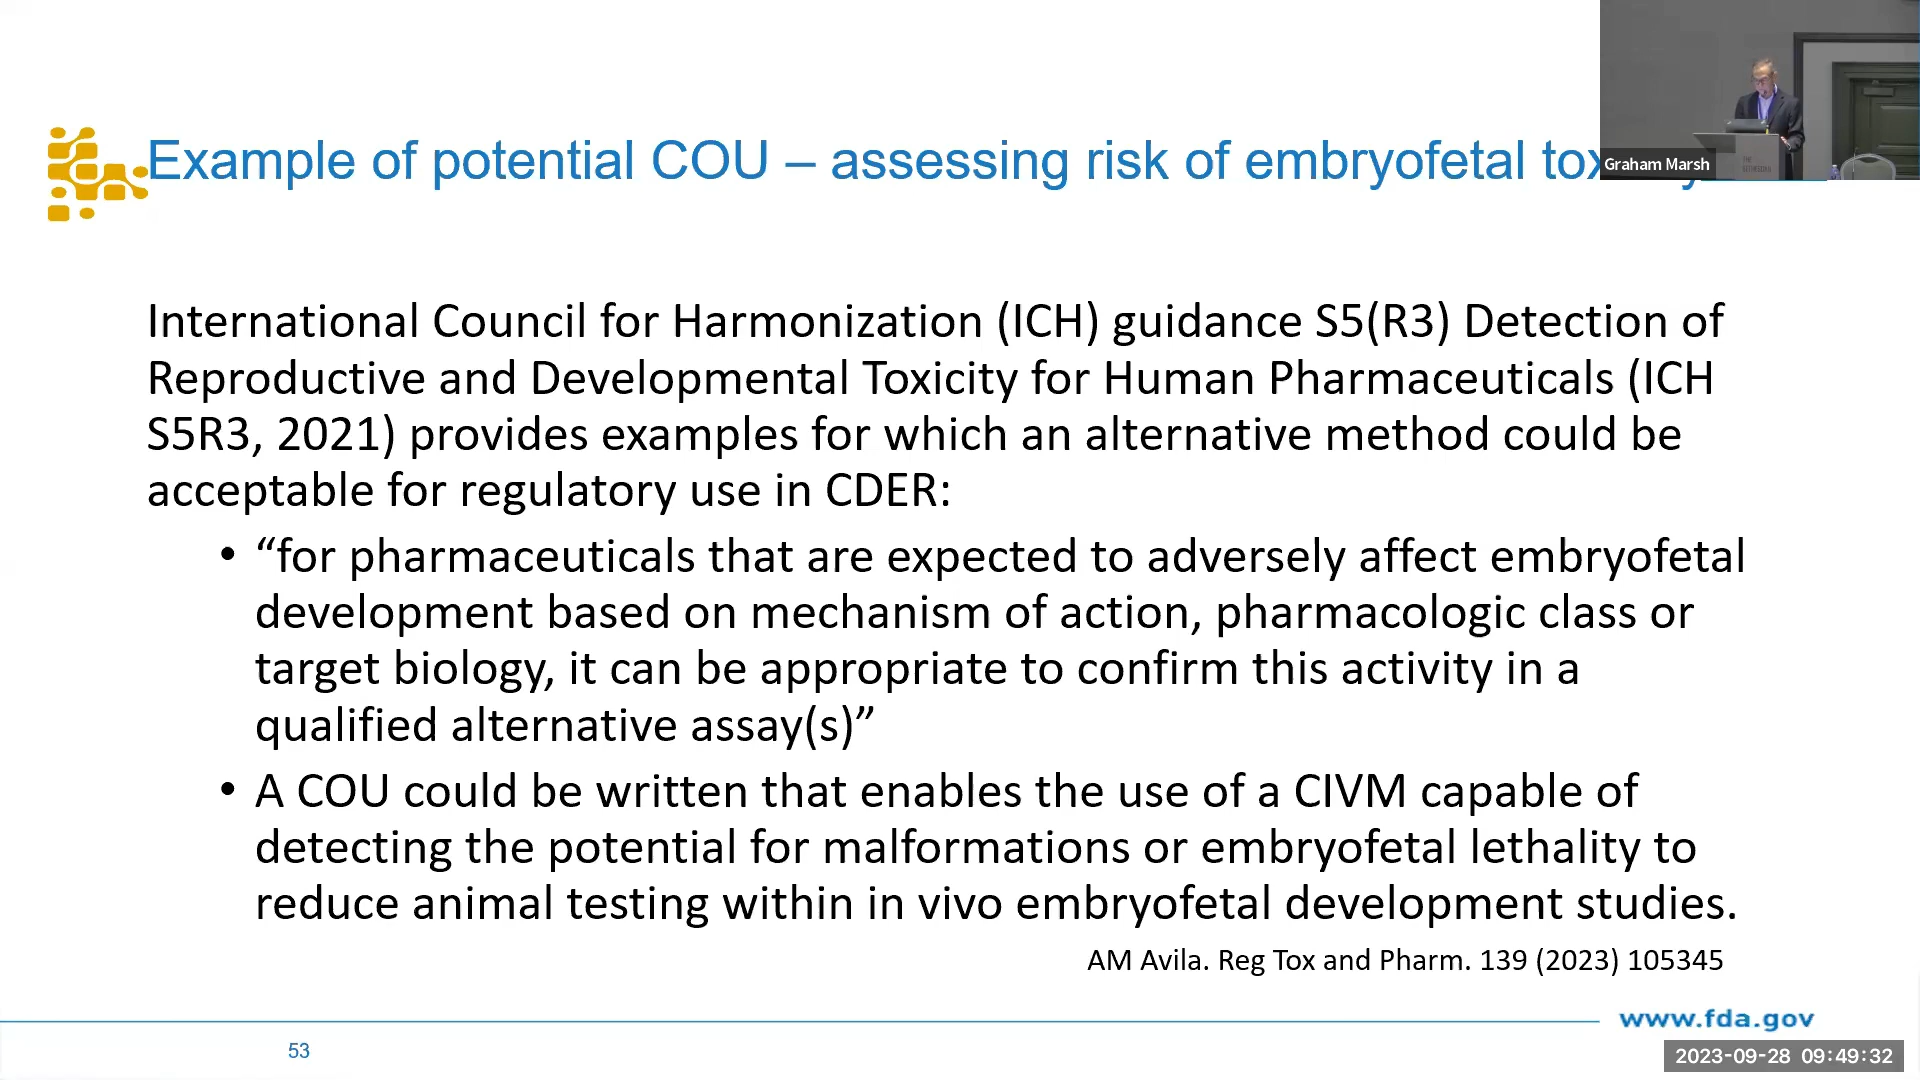 Example of potential COU – assessing risk of embryofetal
Graham Marsh
International Council for Harmonization (ICH) guidance S5(R3) Detection of
Reproductive and Developmental Toxicity for Human Pharmaceuticals (ICH
S5R3, 2021) provides examples for which an alternative method could be
acceptable for regulatory use in CDER:
• “for pharmaceuticals that are expected to adversely affect embryofetal
development based on mechanism of action, pharmacologic class or
target biology, it can be appropriate to confirm this activity in a
qualified alternative assay(s)”
• A COU could be written that enables the use of a CIVM capable of
detecting the potential for malformations or embryofetal lethality to
reduce animal testing within in vivo embryofetal development studies.
AM Avila. Reg Tox and Pharm. 139 (2023) 105345
www.fda.gov
53
2023-09-28 09:49:32